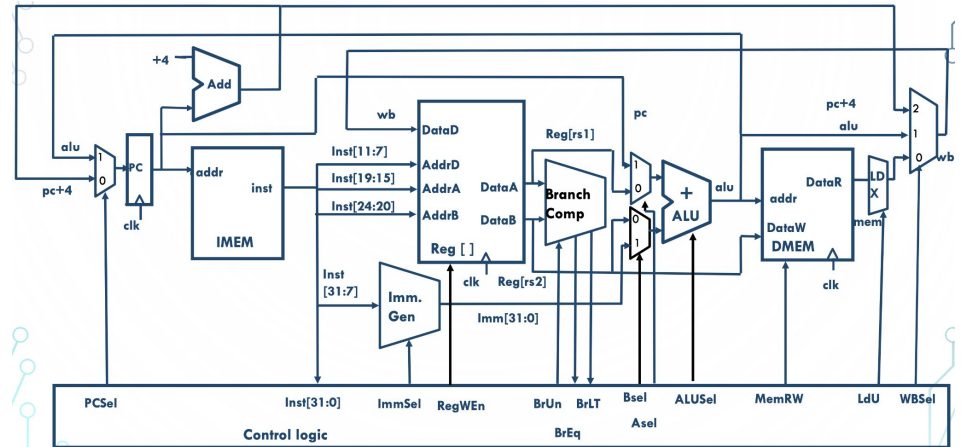 +4
Add
pc
pc+4
alu
wb
DataD
Reg[rs1]
2
alu
1
Inst[11:7]
AddrD
alu
1
PC
addr
inst
Inst[19:15]
AddrA
DataA
Branch
Comp
1
0
+
ALU
alu
DataR
LD
X
0
wb
0
pc+4
Inst[24:20]
AddrB
DataB
0
1
addr
mem
clk
IMEM
Reg [ ]
DataW
DMEM
clk
Reg[rs2]
clk
Inst
[31:7]
Imm.
Gen
Imm[31:0]
PCSel
Inst[31:0]
ImmSel
RegWEn
BrUn
BrLT
Bsel
ALUSel
MemRW
LdU
WBSel
Asel
BrEq
Control logic